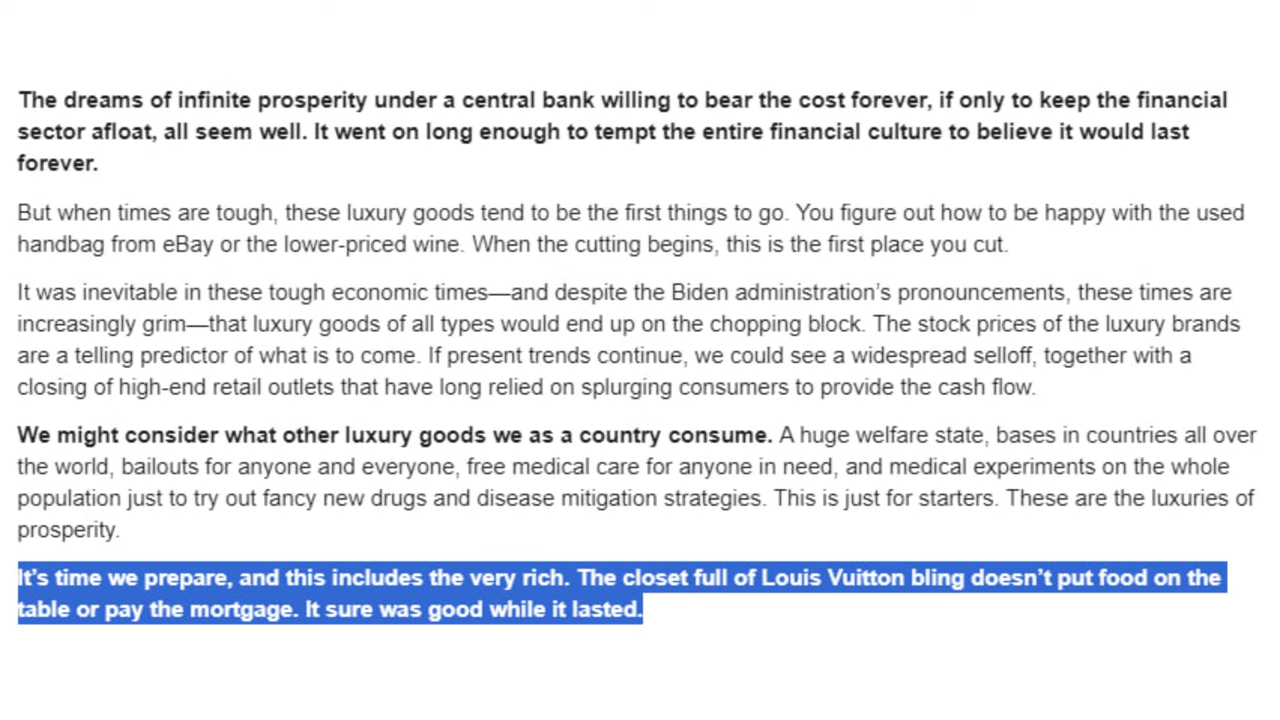 The dreams of infinite prosperity under a central bank willing to bear the cost forever, if only to keep the financial
sector afloat, all seem well. It went on long enough to tempt the entire financial culture to believe it would last
forever.
But when times are tough, these luxury goods tend to be the first things to go. You figure out how to be happy with the used
handbag from eBay or the lower-priced wine. When the cutting begins, this is the first place you cut.
It was inevitable in these tough economic times—and despite the Biden administration’s pronouncements, these times are
increasingly grim—that luxury goods of all types would end up on the chopping block. The stock prices of the luxury brands
are a telling predictor of what is to come. If present trends continue, we could see a widespread selloff, together with a
closing of high-end retail outlets that have long relied on splurging consumers to provide the cash flow.
We might consider what other luxury goods we as a country consume. A huge welfare state, bases in countries all over
the world, bailouts for anyone and everyone, free medical care for anyone in need, and medical experiments on the whole
population just to try out fancy new drugs and disease mitigation strategies. This is just for starters. These are the luxuries of
prosperity.
It’s time we prepare, and this includes the very rich. The closet full of Louis Vuitton bling doesn’t put food on the
table or pay the mortgage. It sure was good while it lasted.